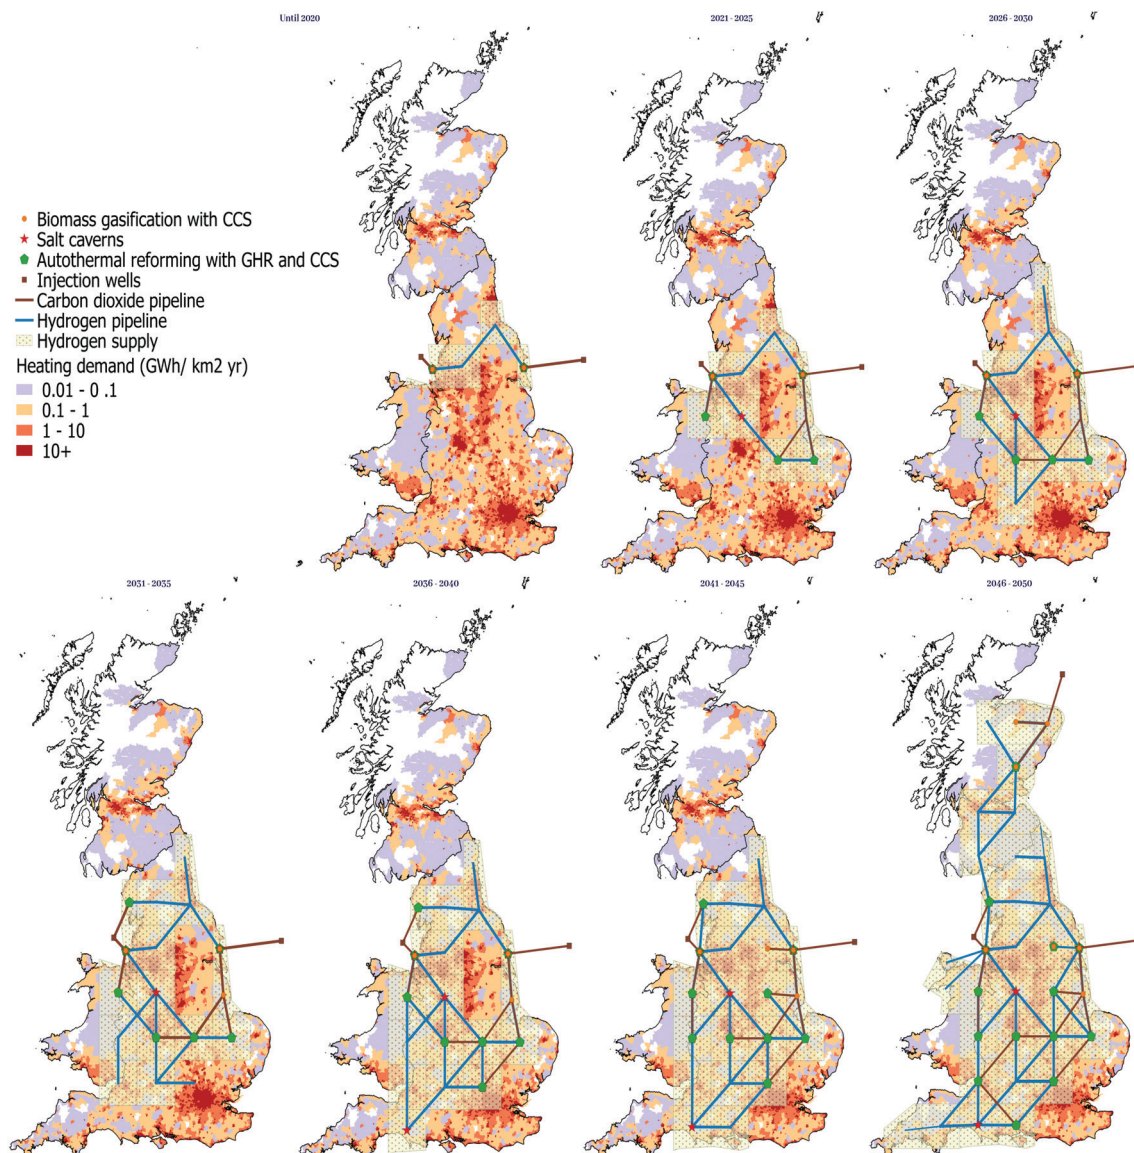 Until 2020
2021 - 2025
2026 - 2030
Biomass gasification with CCS
Salt caverns
Autothermal reforming with GHR and CCS
Injection wells
Carbon dioxide pipeline
Hydrogen pipeline
Hydrogen supply
Heating demand (GWh/ km2 yr)
0.01 - 0 .1
0.1 - 1
1 - 10
10+
2031 - 2035
2036 - 2040
2041 - 2045
2046 - 2050